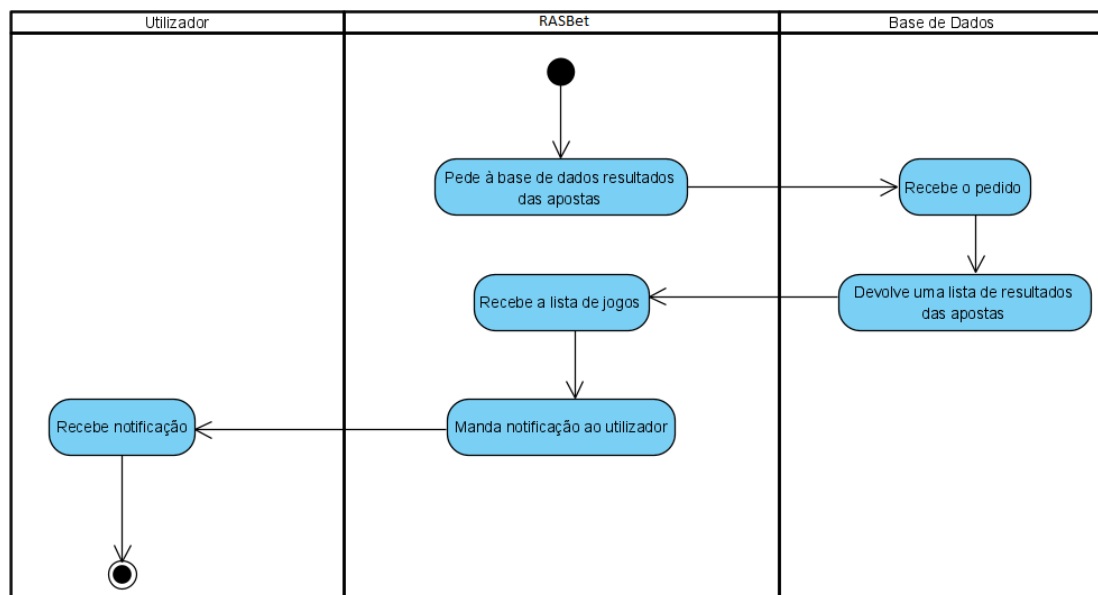 Utilizador
RASBet
Base de Dados
Pede à base de dados resultados
das apostas
Recebe o pedido
Recebe a lista de jogos
Devolve uma lista de resultados
das apostas
Recebe notificação
Manda notificação ao utilizador